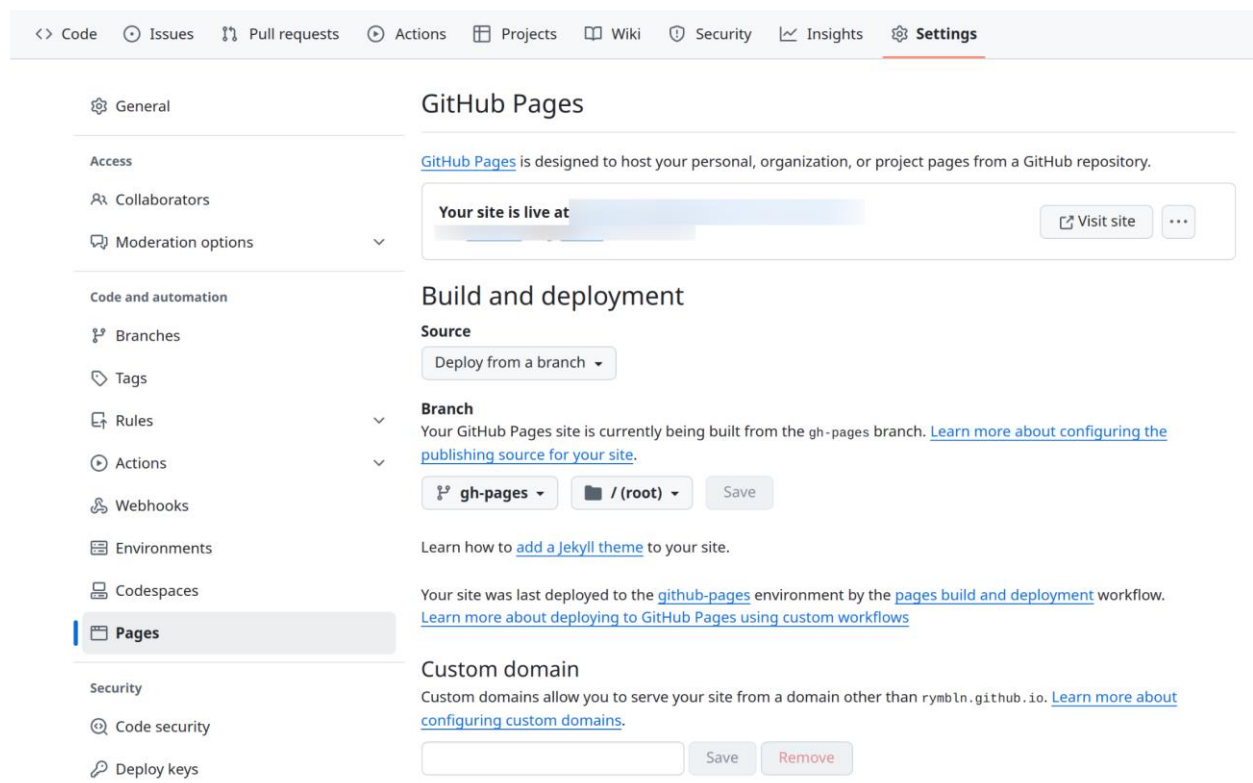 Code Issues Pull requests Actions Projects Wiki Security Insights Settings
General
Access
Collaborators
Moderation options
Code and automation
Branches
Tags
Rules
Actions
Webhooks
Environments
Codespaces
Pages
Security
Code security
Deploy keys
GitHub Pages
GitHub Pages is designed to host your personal, organization, or project pages from a GitHub repository.
Your site is live at
Visit site
Build and deployment
Source
Deploy from a branch
Branch
Your GitHub Pages site is currently being built from the gh-pages branch. Learn more about configuring the
publishing source for your site.
gh-pages / (root) Save
Learn how to add a Jekyll theme to your site.
Your site was last deployed to the github-pages environment by the pages build and deployment workflow.
Learn more about deploying to GitHub Pages using custom workflows
Custom domain
Custom domains allow you to serve your site from a domain other than rymbln.github.io. Learn more about
configuring custom domains.
Save Remove